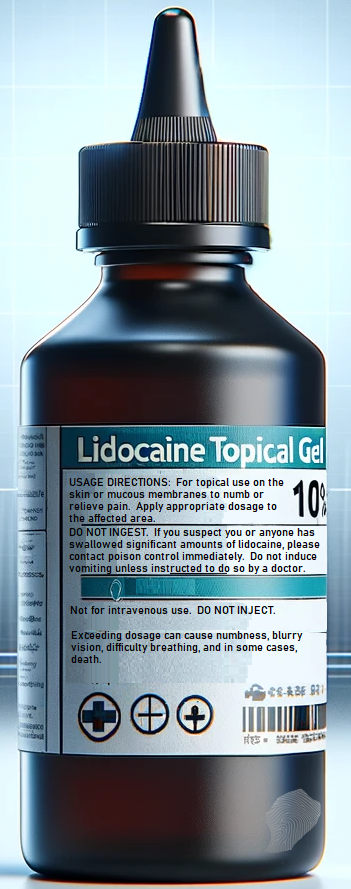 Lidocaine Topical Gel
USAGE DIRECTIONS: For topical use on the
skin or mucous membranes to numb or
relieve pain. Apply appropriate dosage to
the affected area.
10%
DO NOT INGEST. If you suspect you or anyone has
swallowed significant amounts of lidocaine, please
contact poison control immediately. Do not induce
vomiting unless instructed to do so by a doctor.
Not for intravenous use. DO NOT INJECT.
Exceeding dosage can cause numbness, blurry
vision, difficulty breathing, and in some cases,
death.